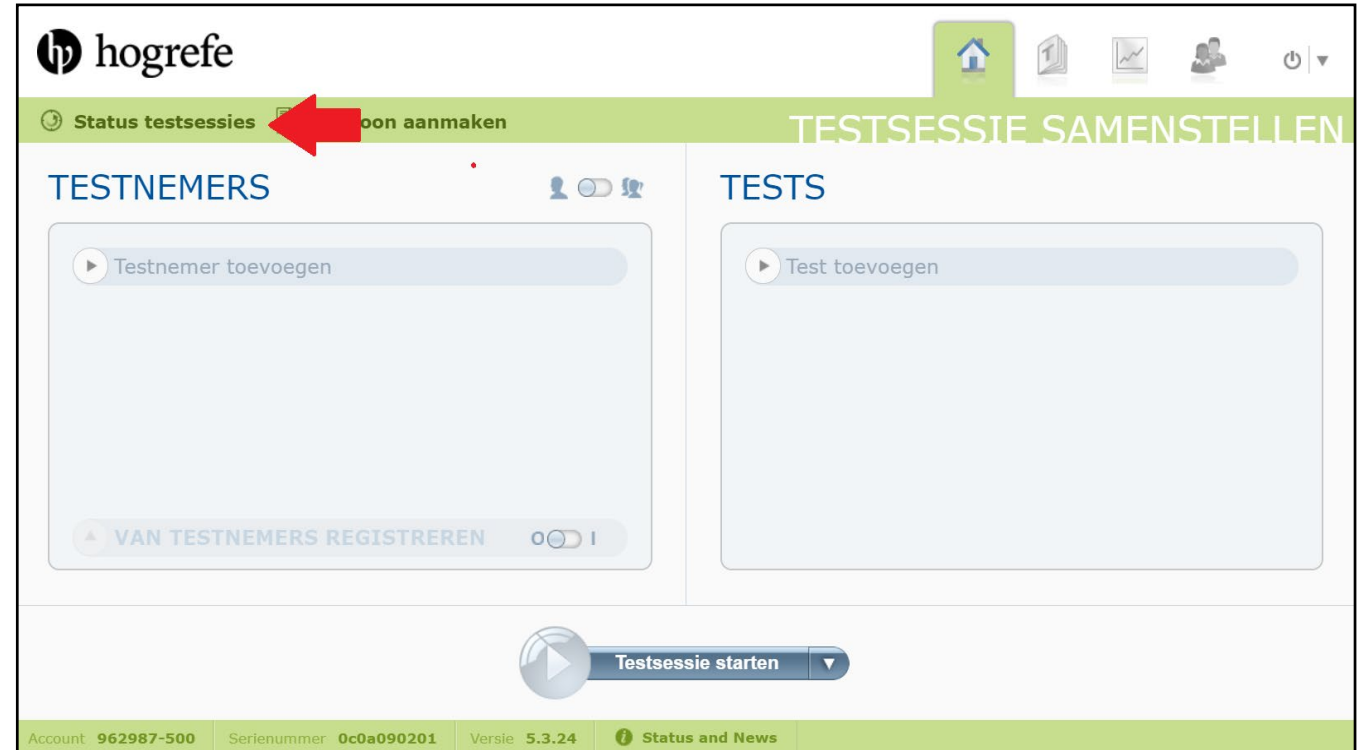 hogrefe
Status testsessies oon aanmaken
TESTSESSIE SAMENSTELLEN
TESTNEMERS
TESTS
Testnemer toevoegen
Test toevoegen
VAN TESTNEMERS REGISTREREN O I
Testsessie starten
Account 962987-500 Serienummer 0c0a090201 Versie 5.3.24 Status and News